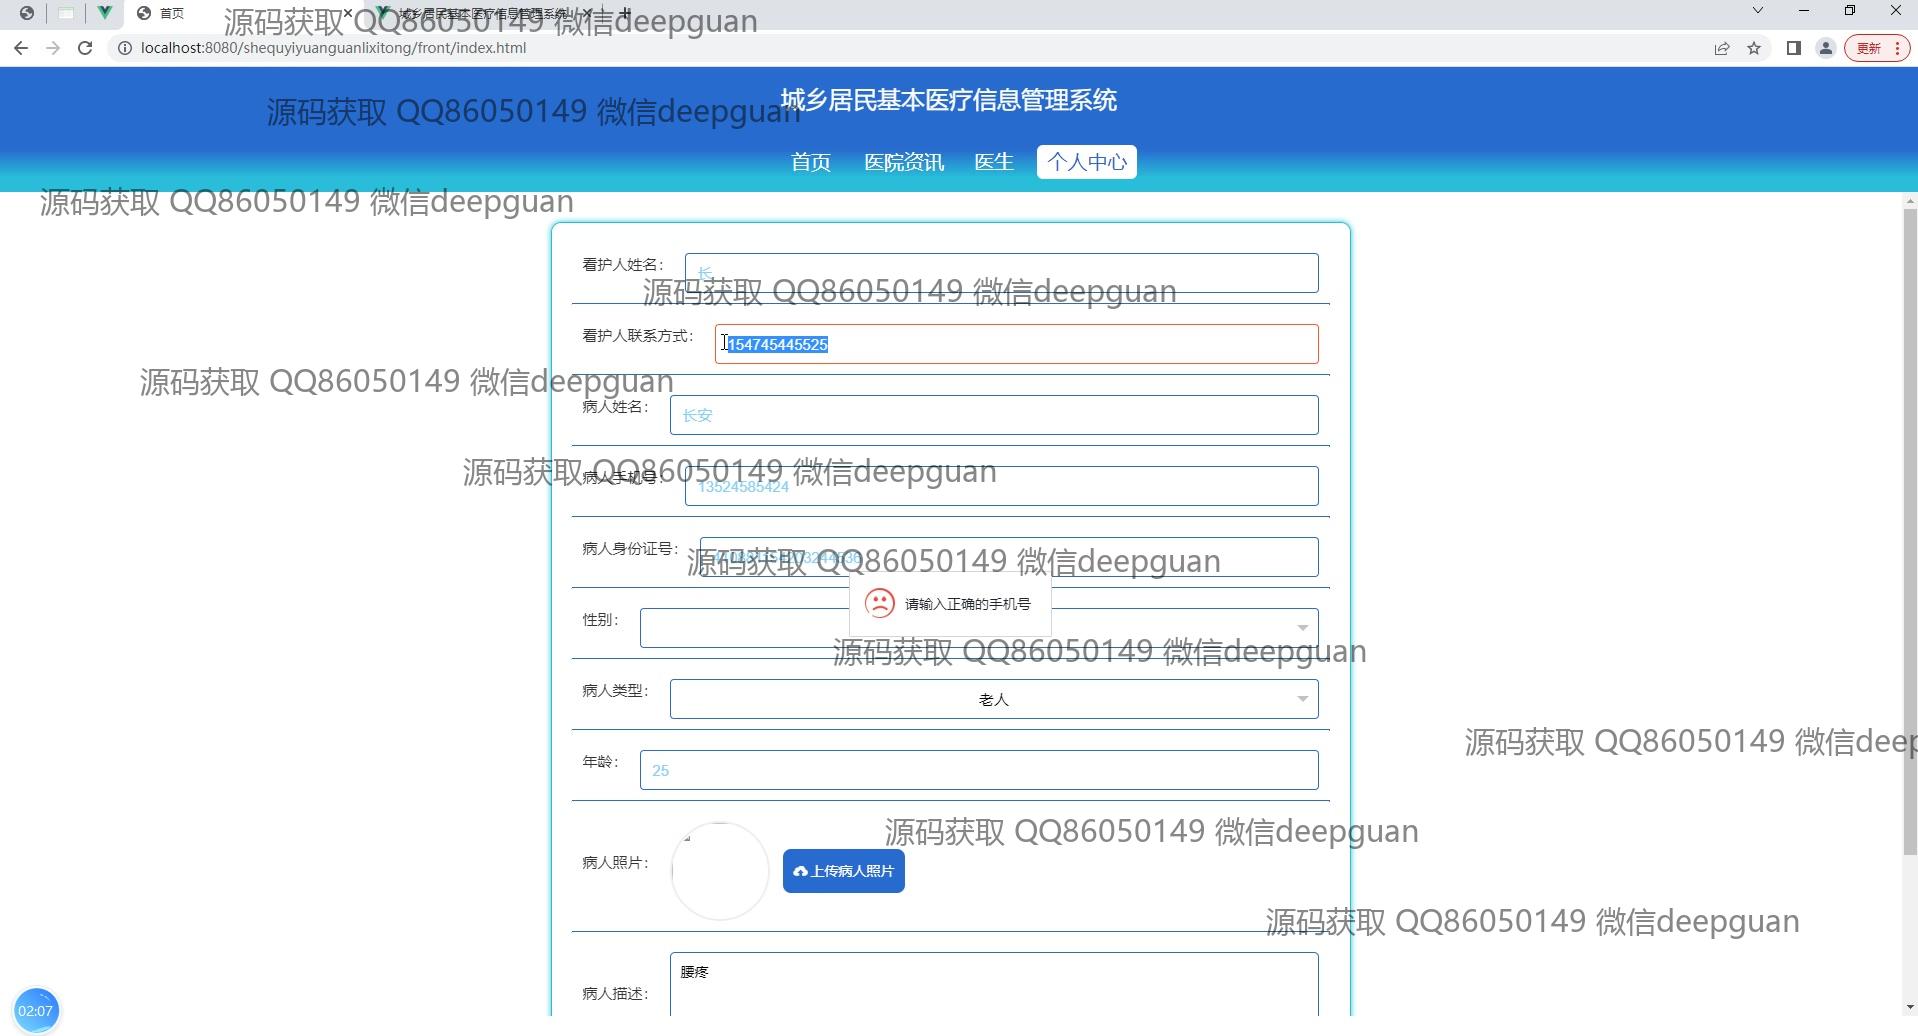 首页
城乡居民基本医疗信息管理系统
源码获取 QQ86050149 微信deepguan
localhost:8080/shequyiyuanguanlixitong/front/index.html
更新
城乡居民基本医疗信息管理系统
源码获取 QQ86050149 微信deepguan
首页 医院资讯 医生 个人中心
源码获取 QQ86050149 微信deepguan
看护人姓名： 长
源码获取 QQ86050149 微信deepguan
看护人联系方式： 154745445525
源码获取 QQ86050149 微信deepguan
病人姓名： 长安
源码获取 QQ86050149 微信deepguan
病人手机号： 13524585424
病人身份证号：
源码获取 QQ86050149 微信deepguan
请输入正确的手机号
性别：
源码获取 QQ86050149 微信deepguan
病人类型： 老人
源码获取 QQ86050149 微信deep
年龄： 25
源码获取 QQ86050149 微信deepguan
病人照片： 上传病人照片
源码获取 QQ86050149 微信deepguan
腰疼
病人描述：
02:07